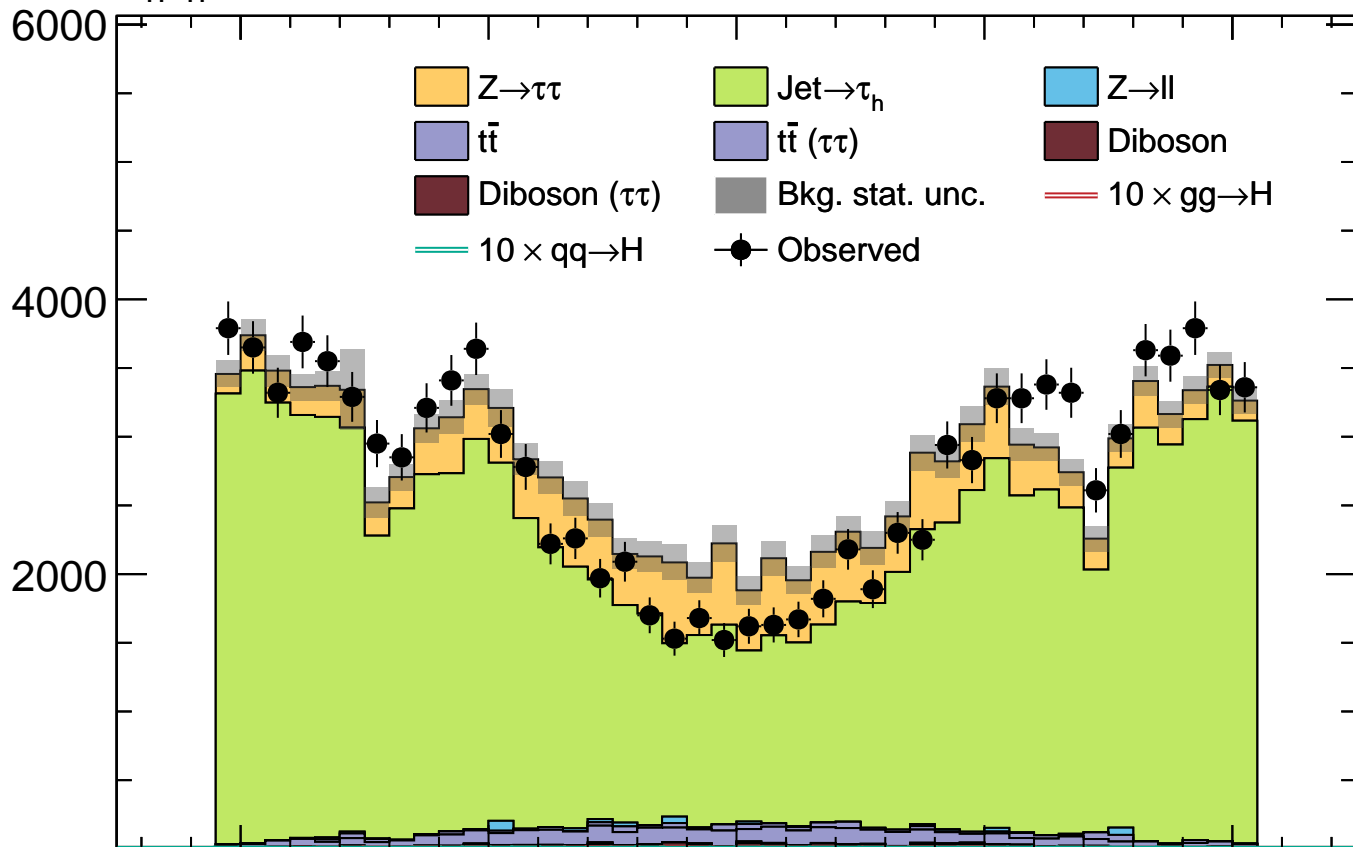 6000
Z→ττ Jet→τh Z→ll
tt̄ tt̄ (ττ) Diboson
Diboson (ττ) Bkg. stat. unc. 10 × gg→H
10 × qq→H Observed
4000
2000